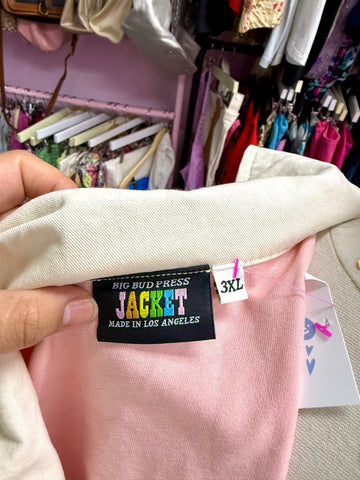 BIG BUD PRESS
JACKET
MADE IN LOS ANGELES
3XL